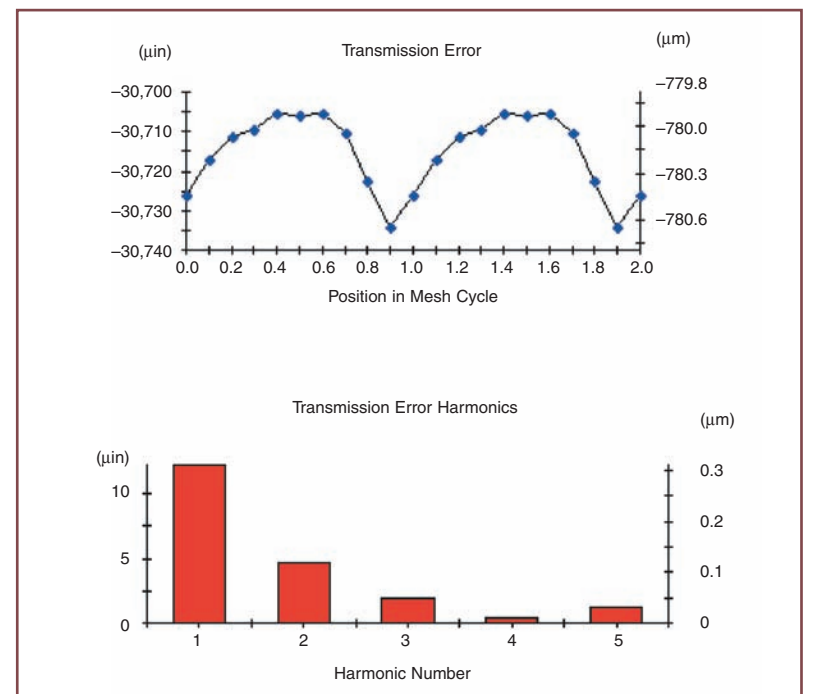 (μin)
Transmission Error
(μm)
–30,700
–30,710
–30,720
–30,730
–30,740
–779.8
–780.0
–780.3
–780.6
0.0 0.2 0.4 0.6 0.8 1.0 1.2 1.4 1.6 1.8 2.0
Position in Mesh Cycle
Transmission Error Harmonics
(μm)
(μin)
10
5
0
0.3
0.2
0.1
0
1 2 3 4 5
Harmonic Number